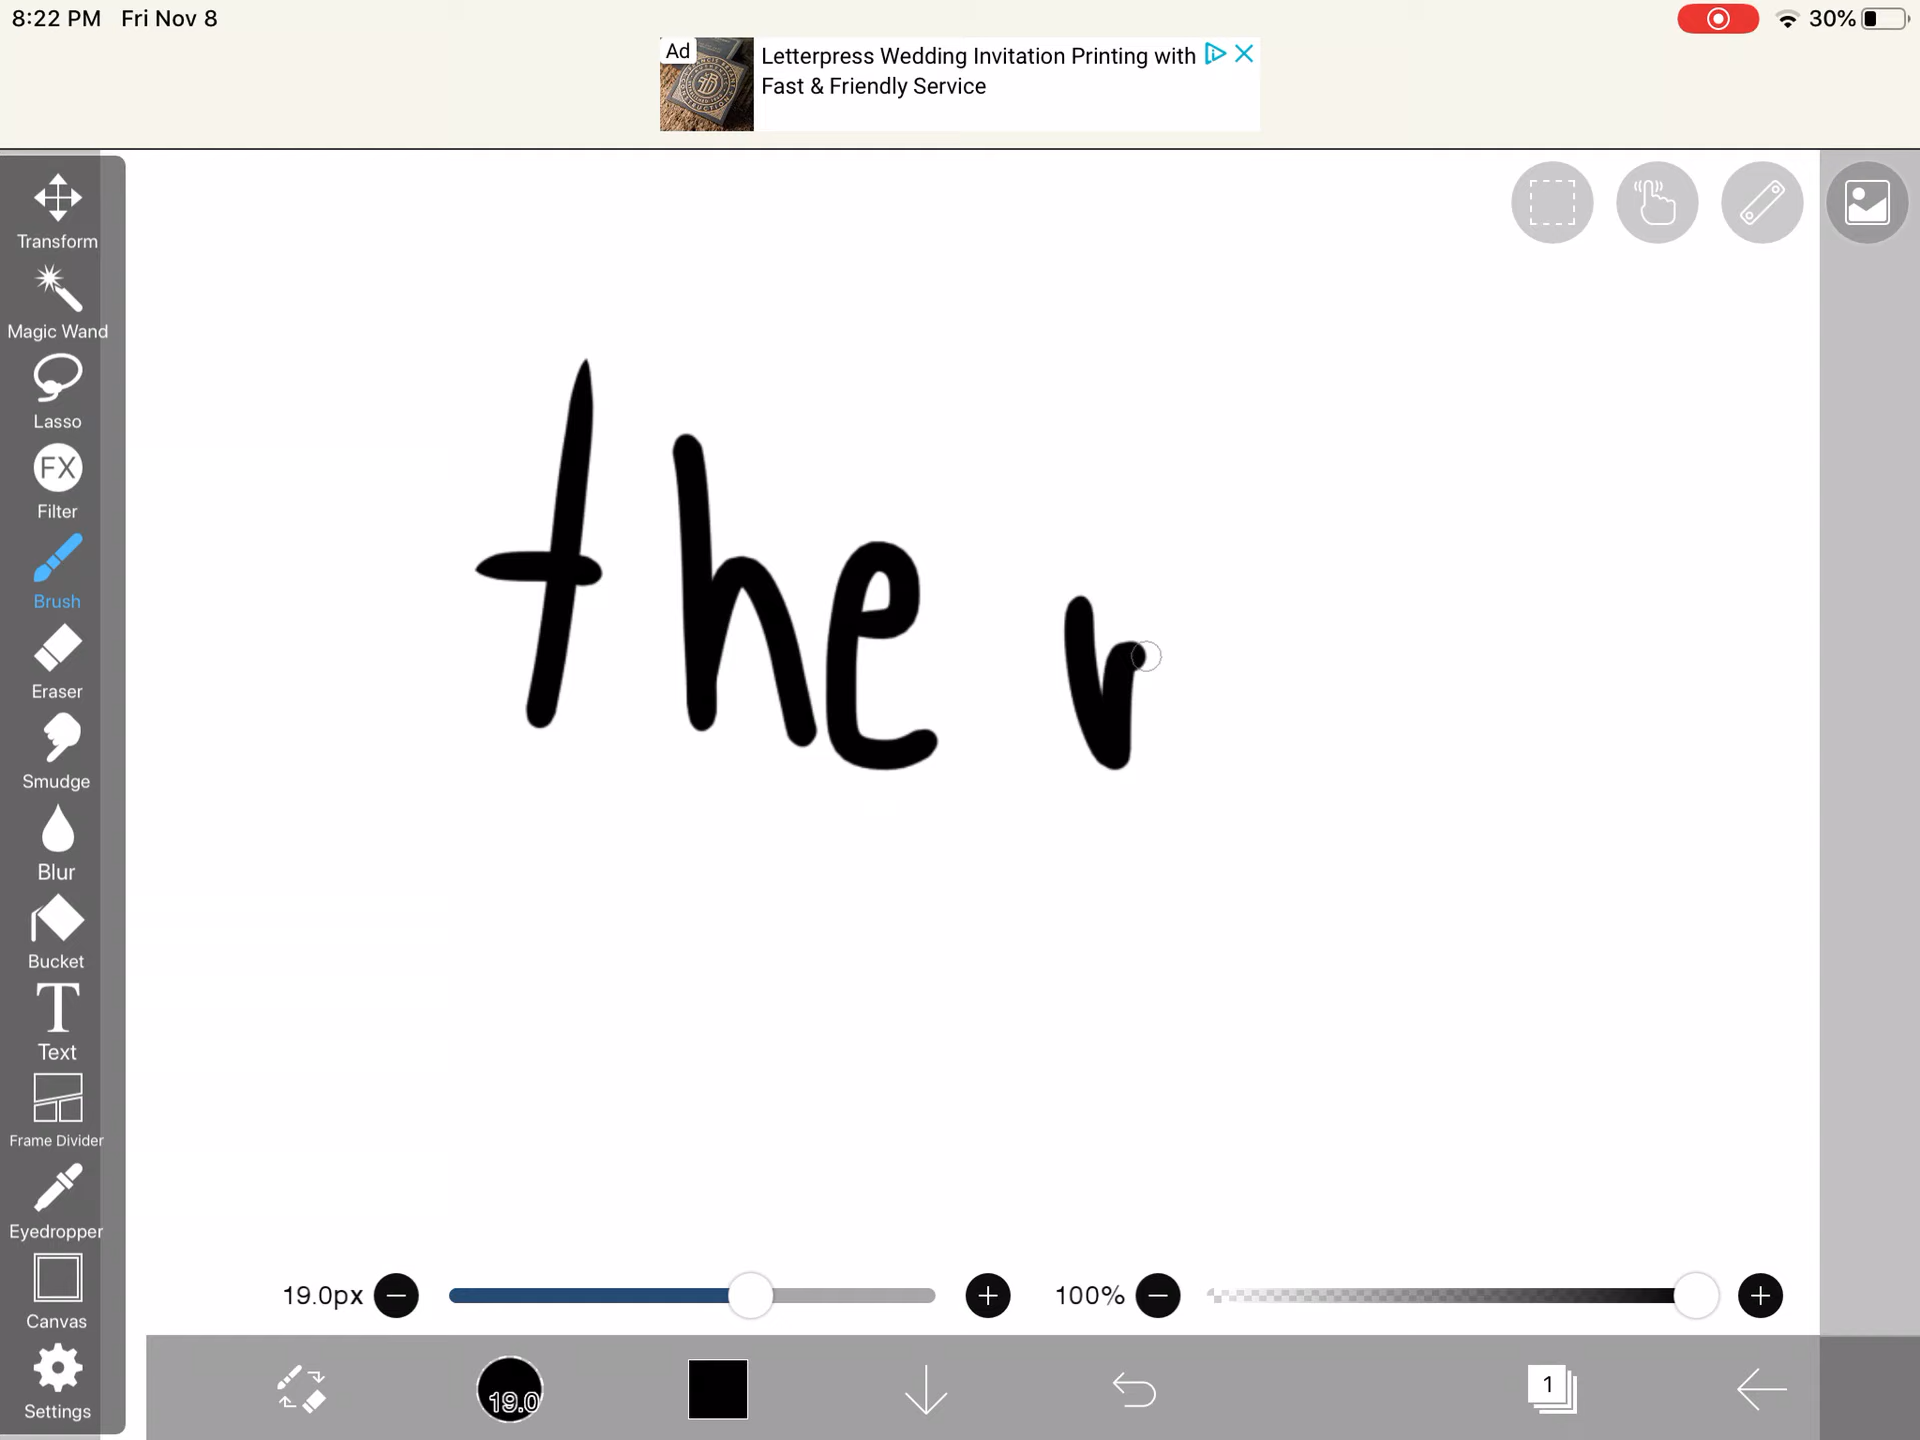 8:22 PM Fri Nov 8
30%
Ad
Letterpress Wedding Invitation Printing with
Fast & Friendly Service
Transform
Magic Wand
Lasso
FX
Filter
Brush
Eraser
Smudge
Blur
Bucket
T
Text
Frame Divider
Eyedropper
Canvas
Settings
the r
19.0px
100%
19.0
1